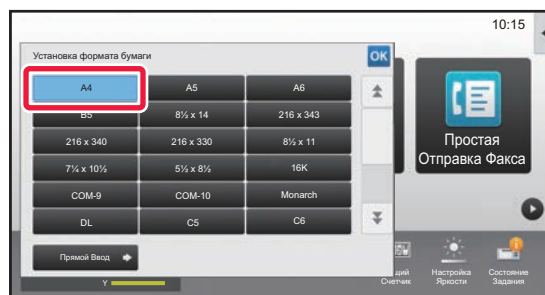 10:15
Установка формата бумаги
OK
A4 A5 A6
B5 8½ x 14 216 x 343
216 x 340 216 x 330 8½ x 11
7¼ x 10½ 5½ x 8½ 16K
COM-9 COM-10 Monarch
DL C5 C6
Прямой Ввод
Простая
Отправка Факса
Счетчик
Настройка
Яркости
Состояние
Задания
Y